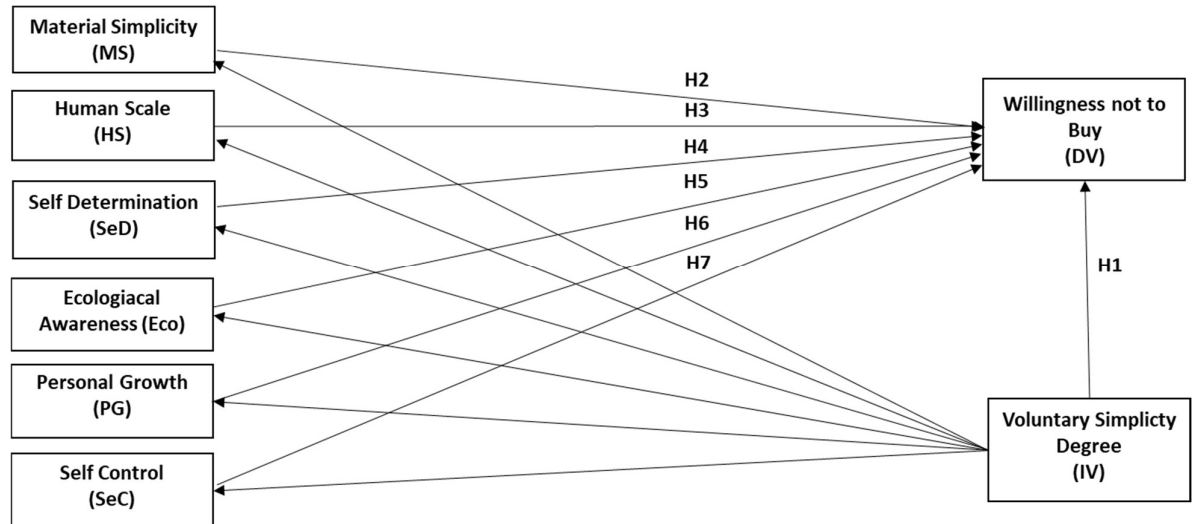 Material Simplicity
(MS)
Human Scale
(HS)
Self Determination
(SeD)
Ecologiacal
Awareness (Eco)
Personal Growth
(PG)
Self Control
(SeC)
H2
H3
H4
H5
H6
H7
Willingness not to
Buy
(DV)
H1
Voluntary Simplicty
Degree
(IV)